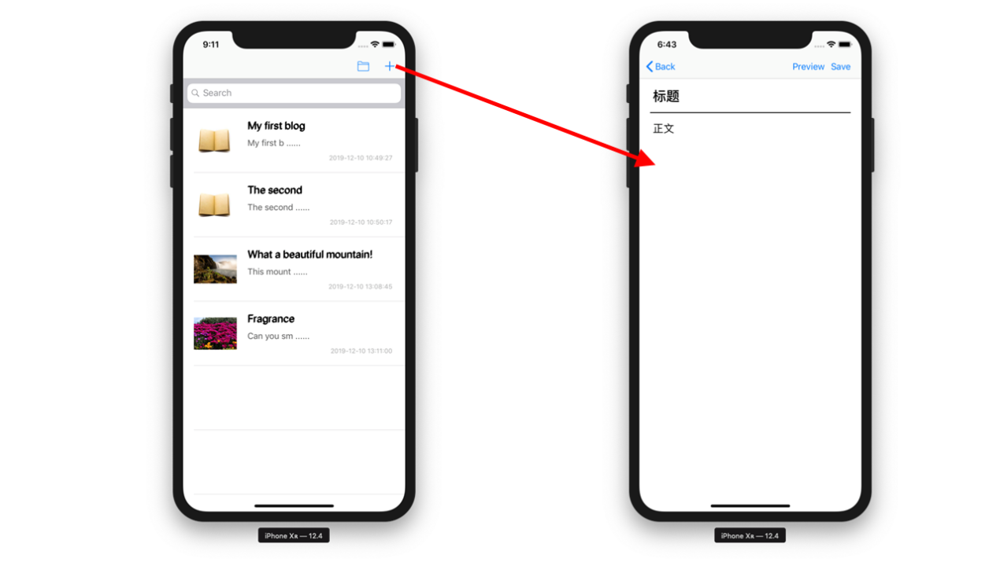 9:11
Search
My first blog
My first b ......
2019-12-10 10:49:27
The second
The second ......
2019-12-10 10:50:17
What a beautiful mountain!
This mount ......
2019-12-10 13:08:45
Fragrance
Can you sm ......
2019-12-10 13:11:00
iPhone Xʀ — 12.4
6:43
Back Preview Save
标题
正文
iPhone Xʀ — 12.4